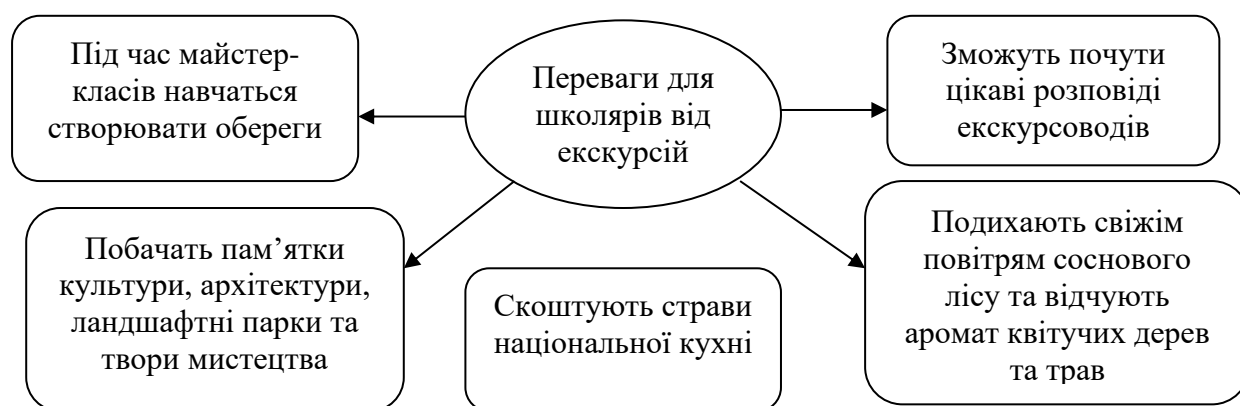 Під час майстер-
класів навчаться
створювати обереги
Переваги для
школярів від
екскурсій
Зможуть почути
цікаві розповіді
екскурсоводів
Побачать пам’ятки
культури, архітектури,
ландшафтні парки та
твори мистецтва
Скоштують страви
національної кухні
Подихають свіжім
повітрям соснового
лісу та відчують
аромат квітучих дерев
та трав